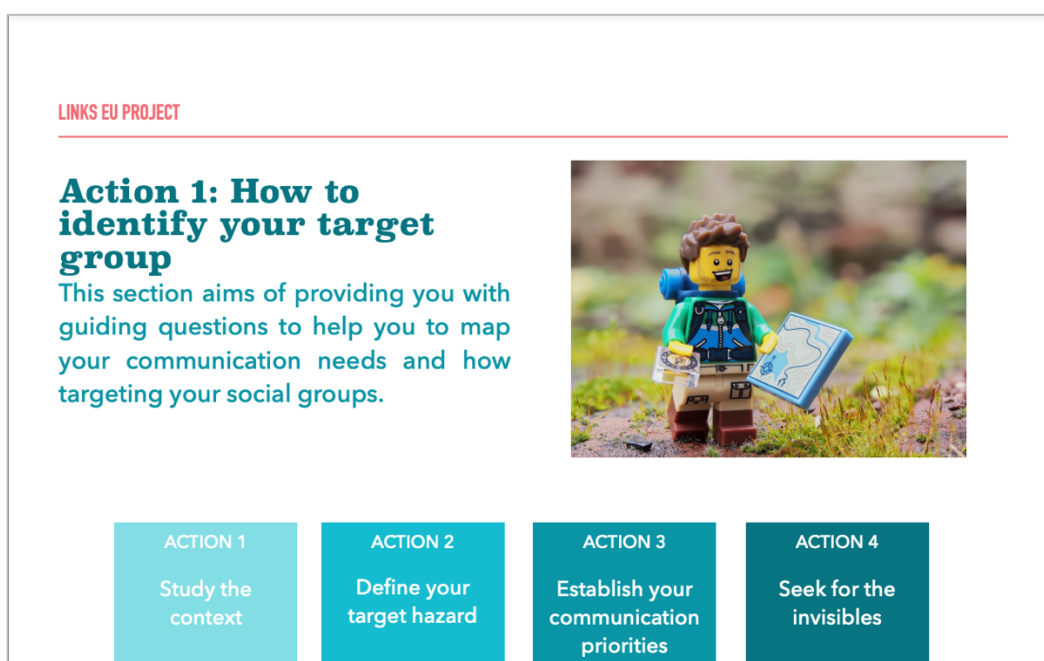 LINKS EU PROJECT
Action 1: How to
identify your target
group
This section aims of providing you with
guiding questions to help you to map
your communication needs and how
targeting your social groups.
ACTION 1
Study the
context
ACTION 2
Define your
target hazard
ACTION 3
Establish your
communication
priorities
ACTION 4
Seek for the
invisibles